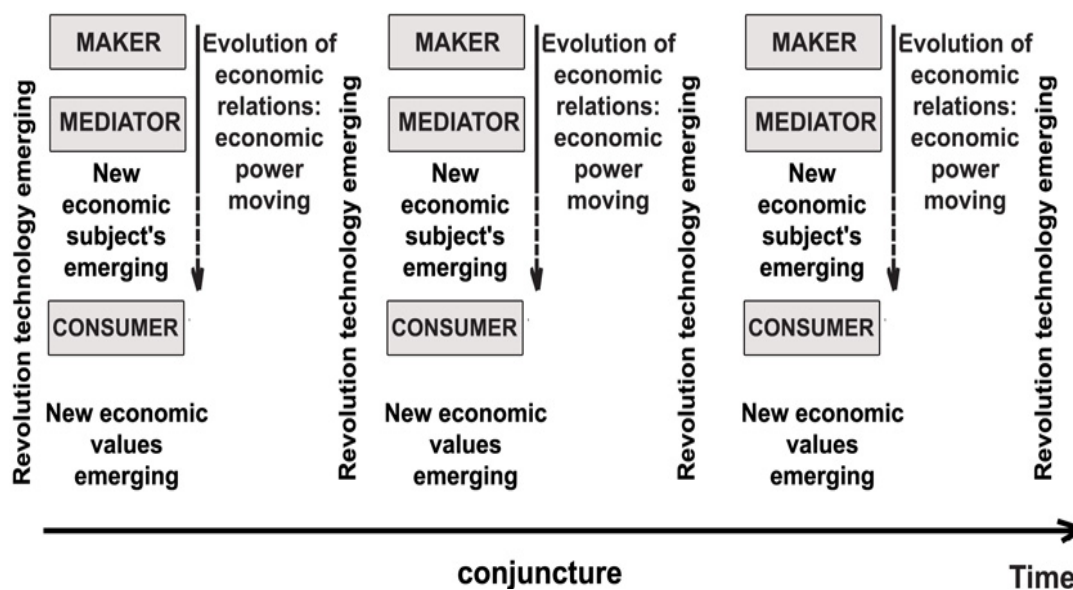 Revolution technology emerging
MAKER
MEDIATOR
New
economic
subject's
emerging
CONSUMER
New economic
values
emerging
Evolution of
economic
relations:
economic
power
moving
Revolution technology emerging
MAKER
MEDIATOR
New
economic
subject's
emerging
CONSUMER
New economic
values
emerging
Evolution of
economic
relations:
economic
power
moving
Revolution technology emerging
MAKER
MEDIATOR
New
economic
subject's
emerging
CONSUMER
New economic
values
emerging
Evolution of
economic
relations:
economic
power
moving
Revolution technology emerging
conjuncture
Time